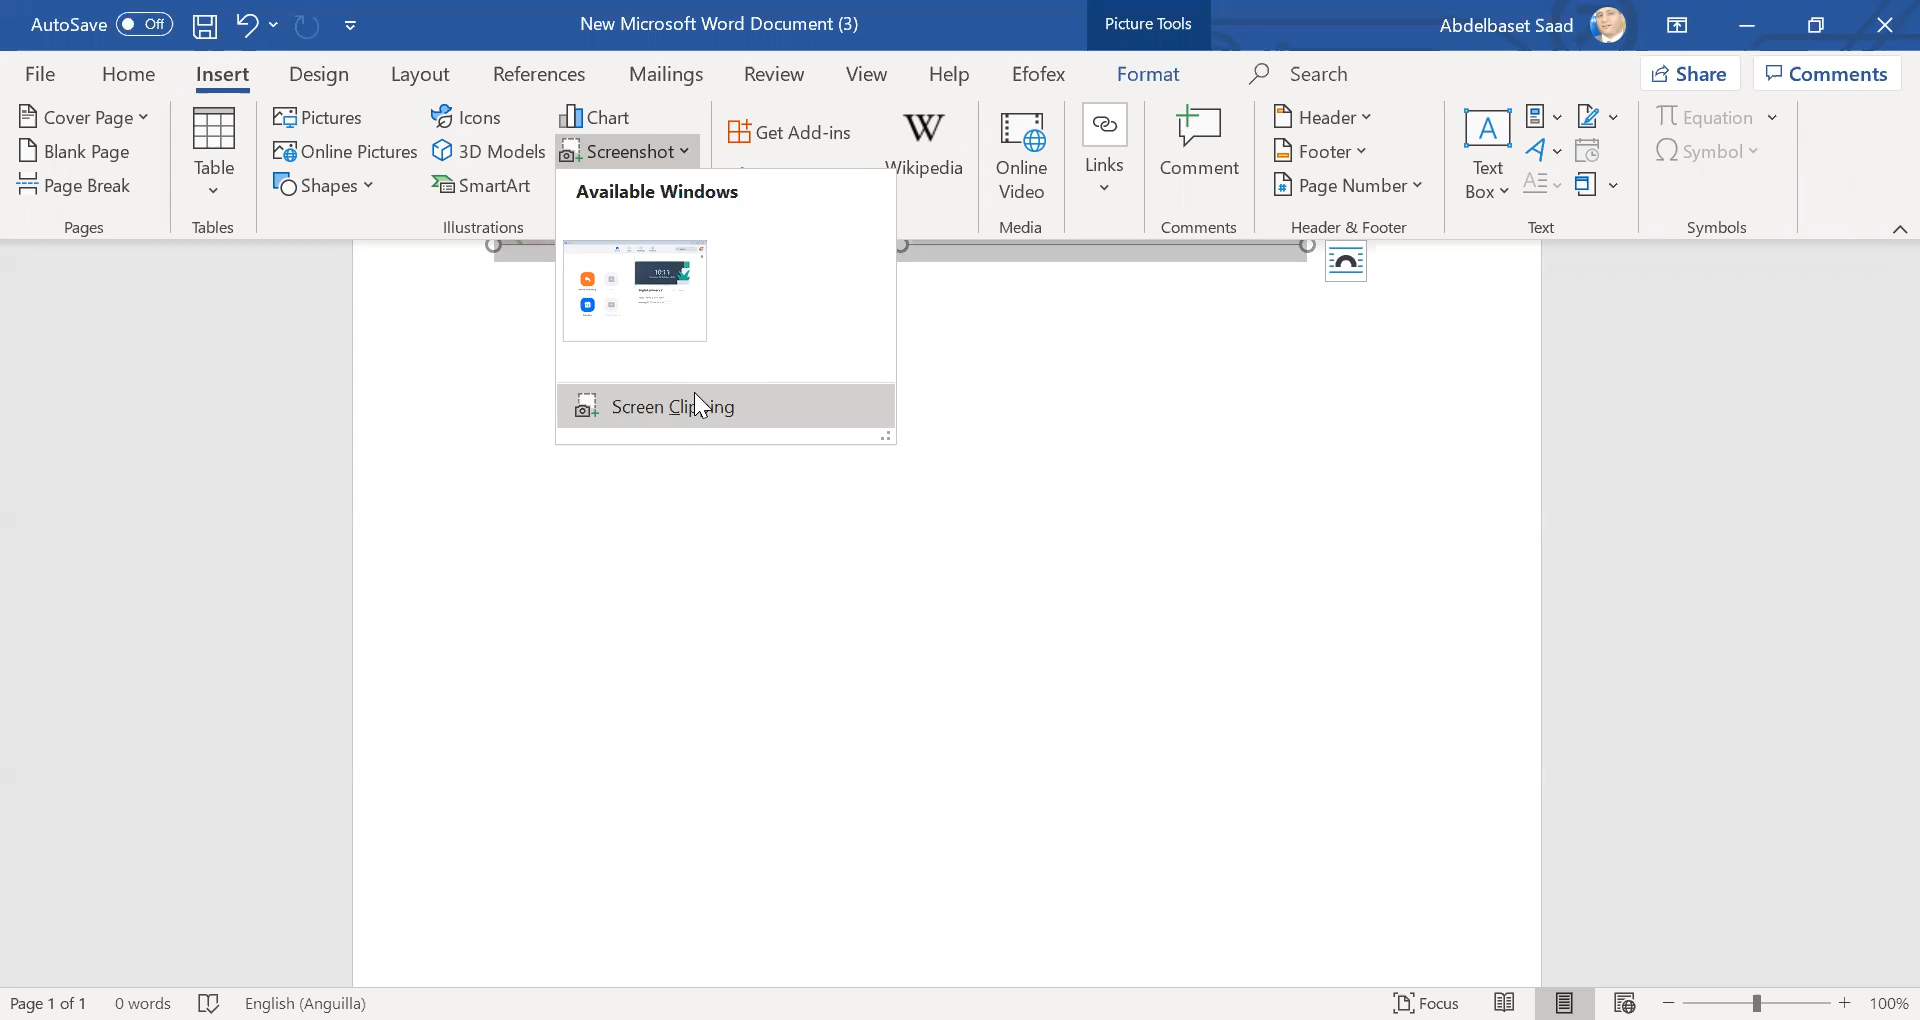 AutoSave Off
New Microsoft Word Document (3)
Picture Tools
Abdelbaset Saad
File Home Insert Design Layout References Mailings Review View Help Efofex Format Search
Share Comments
Cover Page
Blank Page
Page Break
Pages
Table
Tables
Pictures
Online Pictures
Shapes
Icons
3D Models
SmartArt
Chart
Screenshot
Illustrations
Get Add-ins
Wikipedia
Online
Video
Media
Links
Comment
Comments
Header
Footer
Page Number
Header & Footer
Text
Box
Text
Equation
Symbol
Symbols
Available Windows
10:11
Screen Clipping
Page 1 of 1 0 words English (Anguilla)
Focus 100%